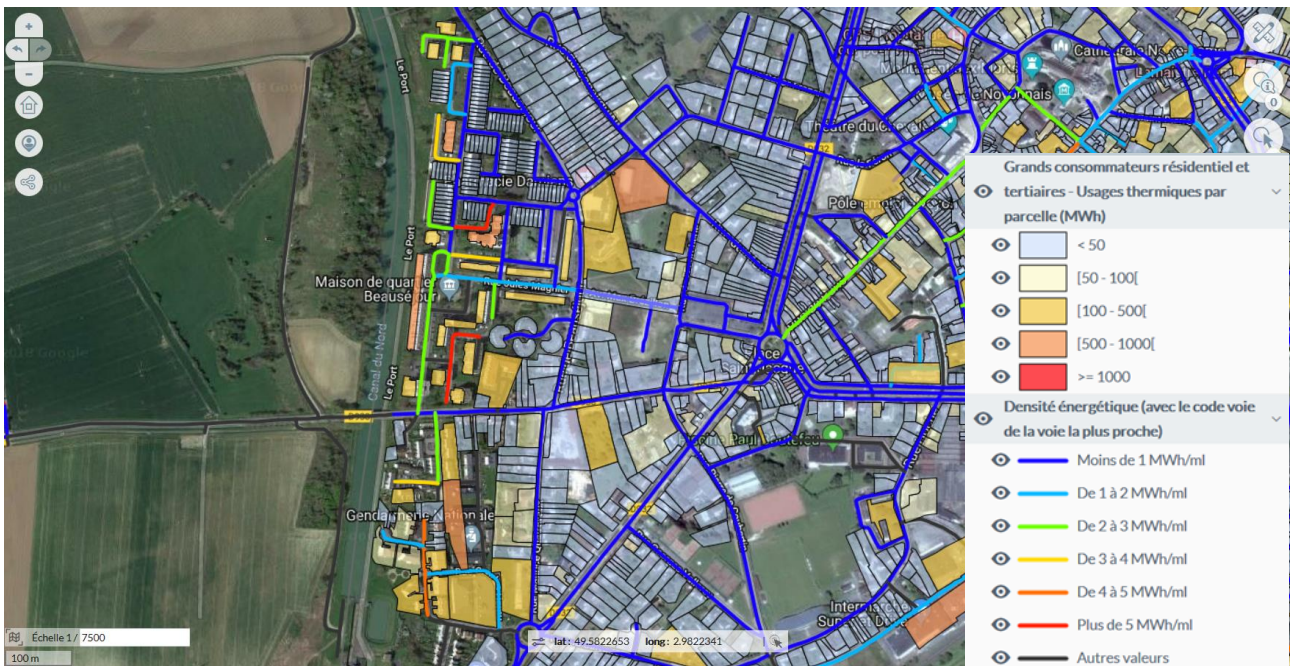 +
−
Le Port
Cathédrale Notre-Dame
Le Noyonnais
0
Théâtre du Chevalet
Le Port
Maison de quartier
Beauséjour
Rue Jules Magnier
Canal du Nord
Le Port
Place
Gendarmerie Nationale
Intermarché
Échelle 1 / 7500
100 m
lat : 49.5822653 long : 2.9822341
Grands consommateurs résidentiel et
tertiaires - Usages thermiques par
parcelle (MWh)
< 50
[50 - 100[
[100 - 500[
[500 - 1000[
>= 1000
Densité énergétique (avec le code voie
de la voie la plus proche)
Moins de 1 MWh/ml
De 1 à 2 MWh/ml
De 2 à 3 MWh/ml
De 3 à 4 MWh/ml
De 4 à 5 MWh/ml
Plus de 5 MWh/ml
Autres valeurs